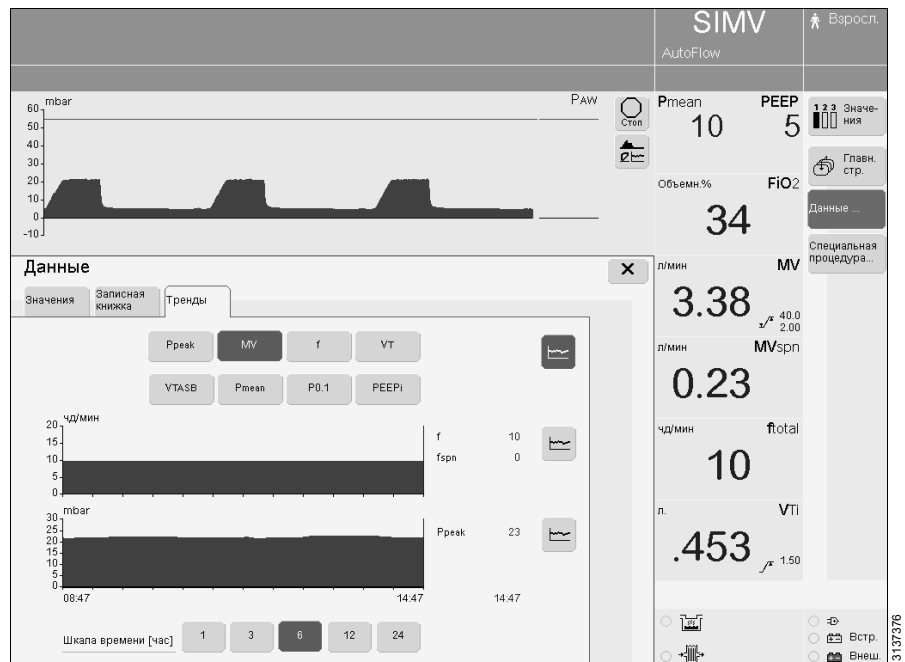 SIMV
Взросл.
AutoFlow
mbar
PAW
60
50
40
30
20
10
0
-10
Стоп
Pmean PEEP
10 5
Объемн.% FiO2
34
л/мин MV
3.38
40.0
2.00
л/мин MVspn
0.23
чд/мин ftotal
10
л. VTi
.453
1.50
1 2 3 Значе-
ния
Главн.
стр.
Данные ...
Специальная
процедура...
Данные
Значения
Записная
книжка
Тренды
Ppeak MV f VT
VTASB Pmean P0.1 PEEPi
чд/мин
20
15
10
5
0
f 10
fspn 0
mbar
30
25
20
15
10
5
0
Ppeak 23
08:47 14:47 14:47
Шкала времени [час] 1 3 6 12 24
Встр.
Внеш.
3137376